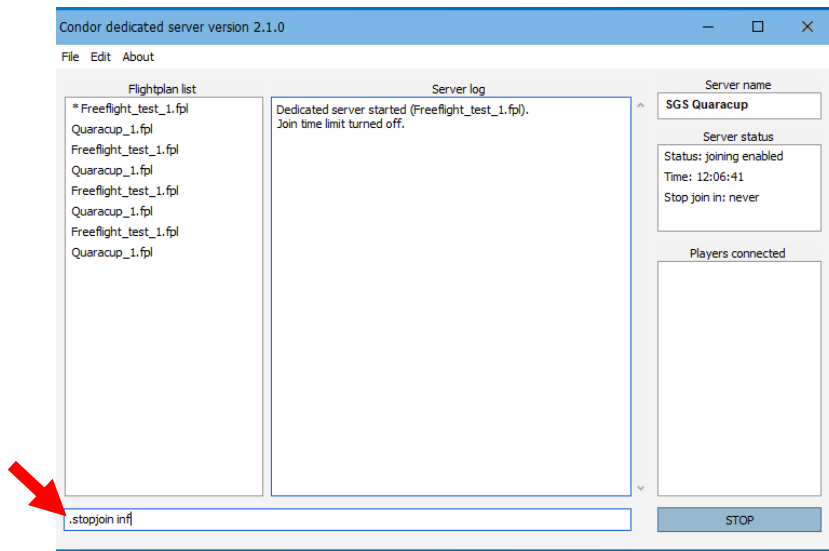 Condor dedicated server version 2.1.0
File Edit About
Flightplan list
* Freeflight_test_1.fpl
Quaracup_1.fpl
Freeflight_test_1.fpl
Quaracup_1.fpl
Freeflight_test_1.fpl
Quaracup_1.fpl
Freeflight_test_1.fpl
Quaracup_1.fpl
Server log
Dedicated server started (Freeflight_test_1.fpl).
Join time limit turned off.
Server name
SGS Quaracup
Server status
Status: joining enabled
Time: 12:06:41
Stop join in: never
Players connected
.stopjoin inf
STOP